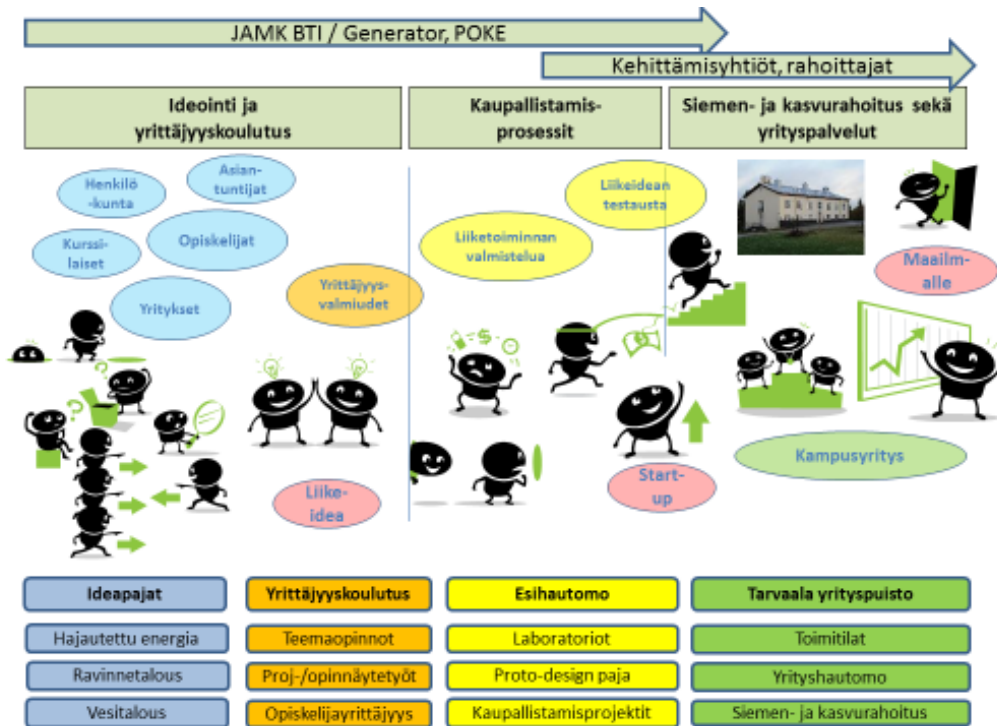 JAMK BTI / Generator, POKE
Kehittämisyhtiöt, rahoittajat
Ideointi ja
yrittäjyyskoulutus
Kaupallistamis-
prosessit
Siemen- ja kasvurahoitus sekä
yrityspalvelut
Henkilö
-kunta
Asian-
tuntijat
Kurssi-
laiset
Opiskelijat
Yritykset
Yrittäjyys-
valmiudet
Liike-
idea
Liikeidean
testausta
Liiketoiminnan
valmistelua
Start-
up
Maailm-
alle
Kampusyritys
Ideapajat
Hajautettu energia
Ravinnetalous
Vesitalous
Yrittäjyyskoulutus
Teemaopinnot
Proj-/opinnäytetyöt
Opiskelijayrittäjyys
Esihautomo
Laboratoriot
Proto-design paja
Kaupallistamisprojektit
Tarvaala yrityspuisto
Toimitilat
Yrityshautomo
Siemen- ja kasvurahoitus